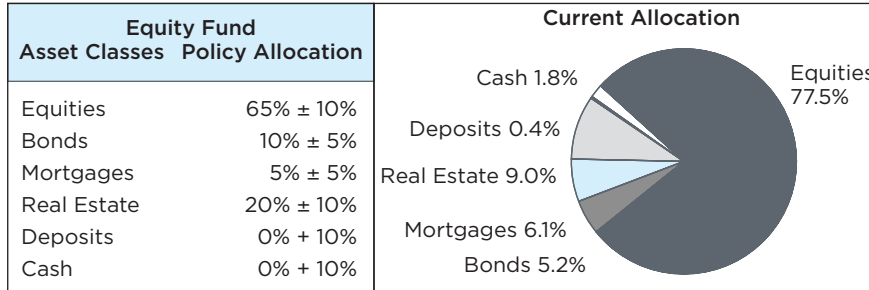 Equity Fund
Asset Classes Policy Allocation
Equities 65% ± 10%
Bonds 10% ± 5%
Mortgages 5% ± 5%
Real Estate 20% ± 10%
Deposits 0% + 10%
Cash 0% + 10%
Current Allocation
Cash 1.8%
Equities
77.5%
Deposits 0.4%
Real Estate 9.0%
Mortgages 6.1%
Bonds 5.2%